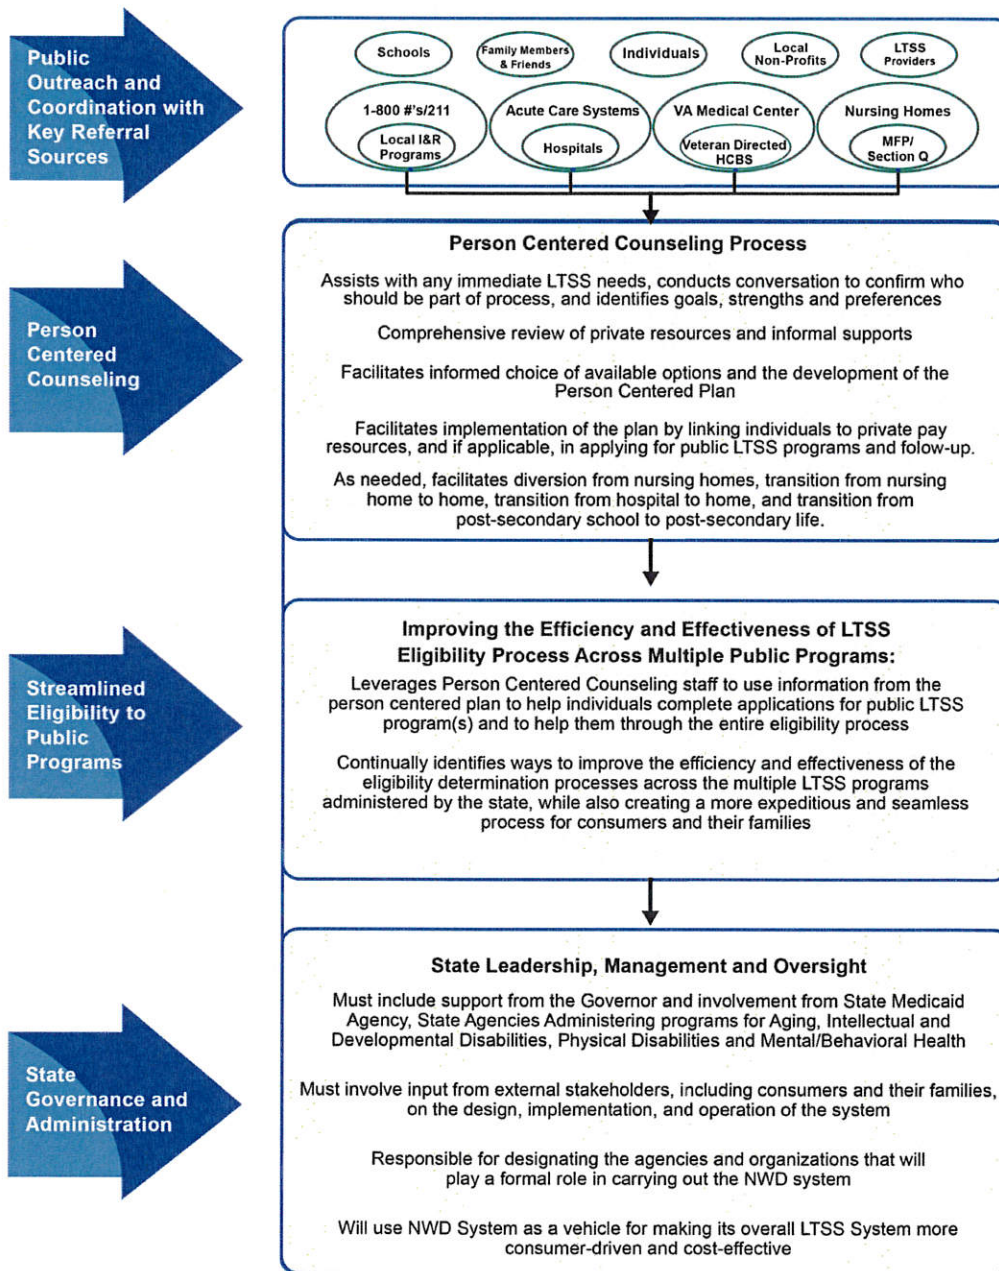 Public
Outreach and
Coordination with
Key Referral
Sources
Schools
Family Members
& Friends
Individuals
Local
Non-Profits
LTSS
Providers
1-800 #'s/211
Local I&R
Programs
Acute Care Systems
Hospitals
VA Medical Center
Veteran Directed
HCBS
Nursing Homes
MFP/
Section Q
Person
Centered
Counseling
Person Centered Counseling Process
Assists with any immediate LTSS needs, conducts conversation to confirm who
should be part of process, and identifies goals, strengths and preferences
Comprehensive review of private resources and informal supports
Facilitates informed choice of available options and the development of the
Person Centered Plan
Facilitates implementation of the plan by linking individuals to private pay
resources, and if applicable, in applying for public LTSS programs and folow-up.
As needed, facilitates diversion from nursing homes, transition from nursing
home to home, transition from hospital to home, and transition from
post-secondary school to post-secondary life.
Streamlined
Eligibility to
Public
Programs
Improving the Efficiency and Effectiveness of LTSS
Eligibility Process Across Multiple Public Programs:
Leverages Person Centered Counseling staff to use information from the
person centered plan to help individuals complete applications for public LTSS
program(s) and to help them through the entire eligibility process
Continually identifies ways to improve the efficiency and effectiveness of the
eligibility determination processes across the multiple LTSS programs
administered by the state, while also creating a more expeditious and seamless
process for consumers and their families
State
Governance and
Administration
State Leadership, Management and Oversight
Must include support from the Governor and involvement from State Medicaid
Agency, State Agencies Administering programs for Aging, Intellectual and
Developmental Disabilities, Physical Disabilities and Mental/Behavioral Health
Must involve input from external stakeholders, including consumers and their families,
on the design, implementation, and operation of the system
Responsible for designating the agencies and organizations that will
play a formal role in carrying out the NWD system
Will use NWD System as a vehicle for making its overall LTSS System more
consumer-driven and cost-effective